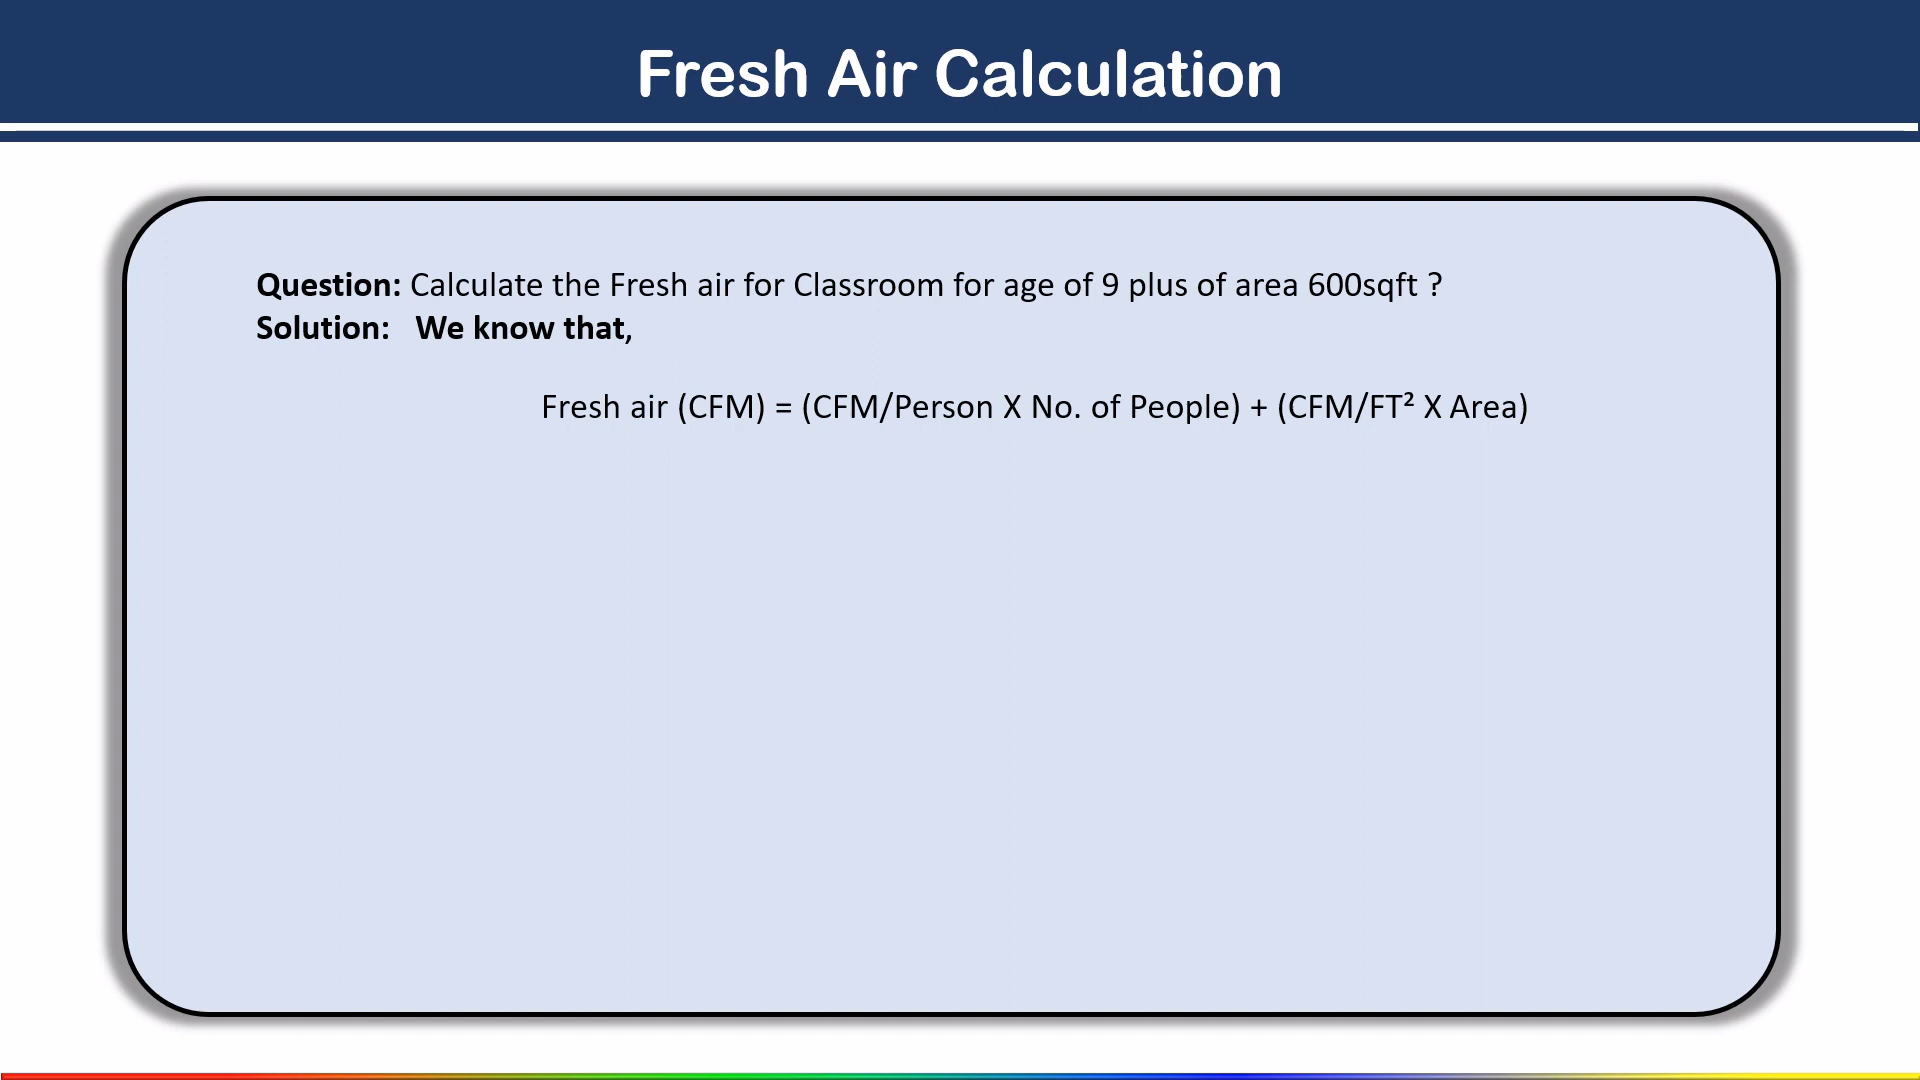 Fresh Air Calculation
Question: Calculate the Fresh air for Classroom for age of 9 plus of area 600sqft ?
Solution: We know that,
Fresh air (CFM) = (CFM/Person X No. of People) + (CFM/FT² X Area)